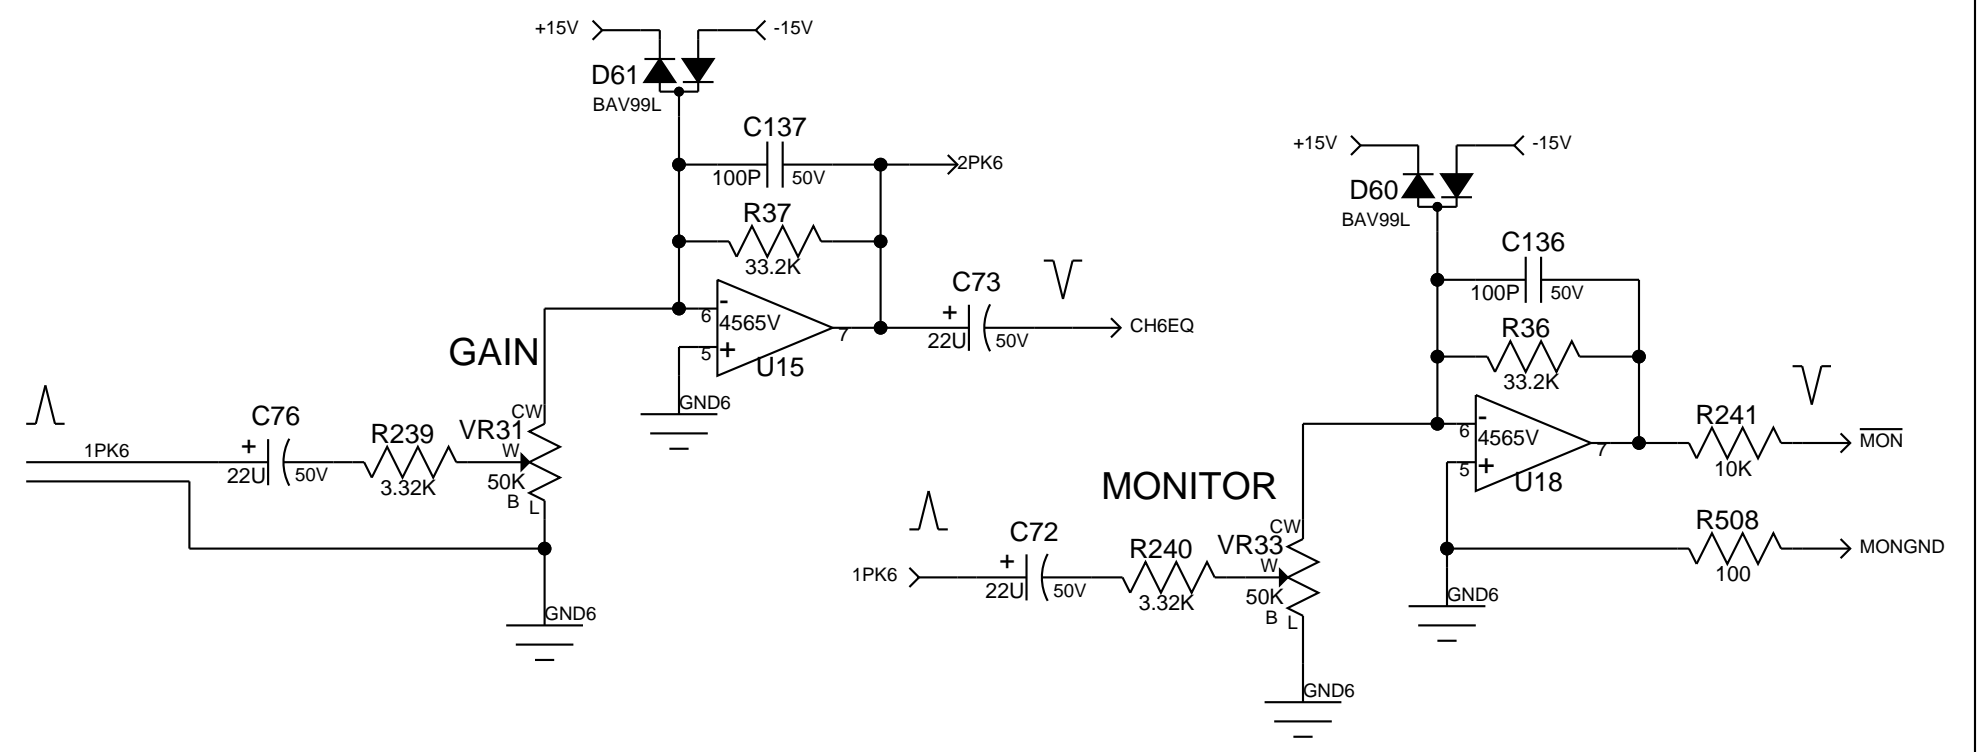 +15V
-15V
D61
BAV99L
C137
100P
50V
2PK6
R37
33.2K
6
-
4565V
5
+
U15
7
GND6
C73
+
22U
50V
CH6EQ
GAIN
1PK6
C76
+
22U
50V
R239
3.32K
CW
VR31
W
50K
B
L
GND6
+15V
-15V
D60
BAV99L
C136
100P
50V
R36
33.2K
6
-
4565V
5
+
U18
7
R241
10K
MON
R508
100
MONGND
GND6
MONITOR
1PK6
C72
+
22U
50V
R240
3.32K
CW
VR33
W
50K
B
L
GND6